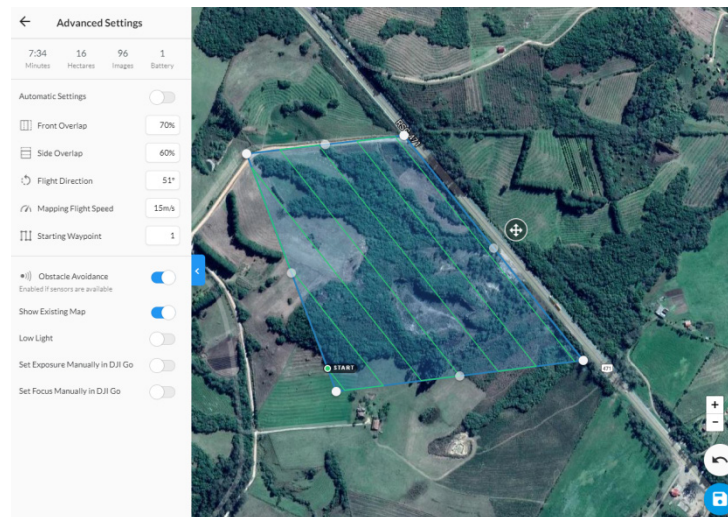 Advanced Settings
7:34 16 96 1
Minutes Hectares Images Battery
Automatic Settings
Front Overlap 70%
Side Overlap 60%
Flight Direction 51°
Mapping Flight Speed 15m/s
Starting Waypoint 1
Obstacle Avoidance
Enabled if sensors are available
Show Existing Map
Low Light
Set Exposure Manually in DJI Go
Set Focus Manually in DJI Go
START
471
+
−